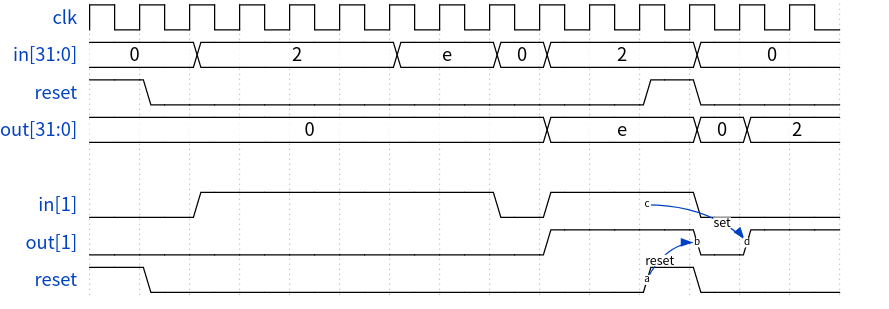 clk
in[31:0] 0 2 e 0 2 0
reset
out[31:0] 0 e 0 2
in[1] c
set
out[1] b d
reset
reset a